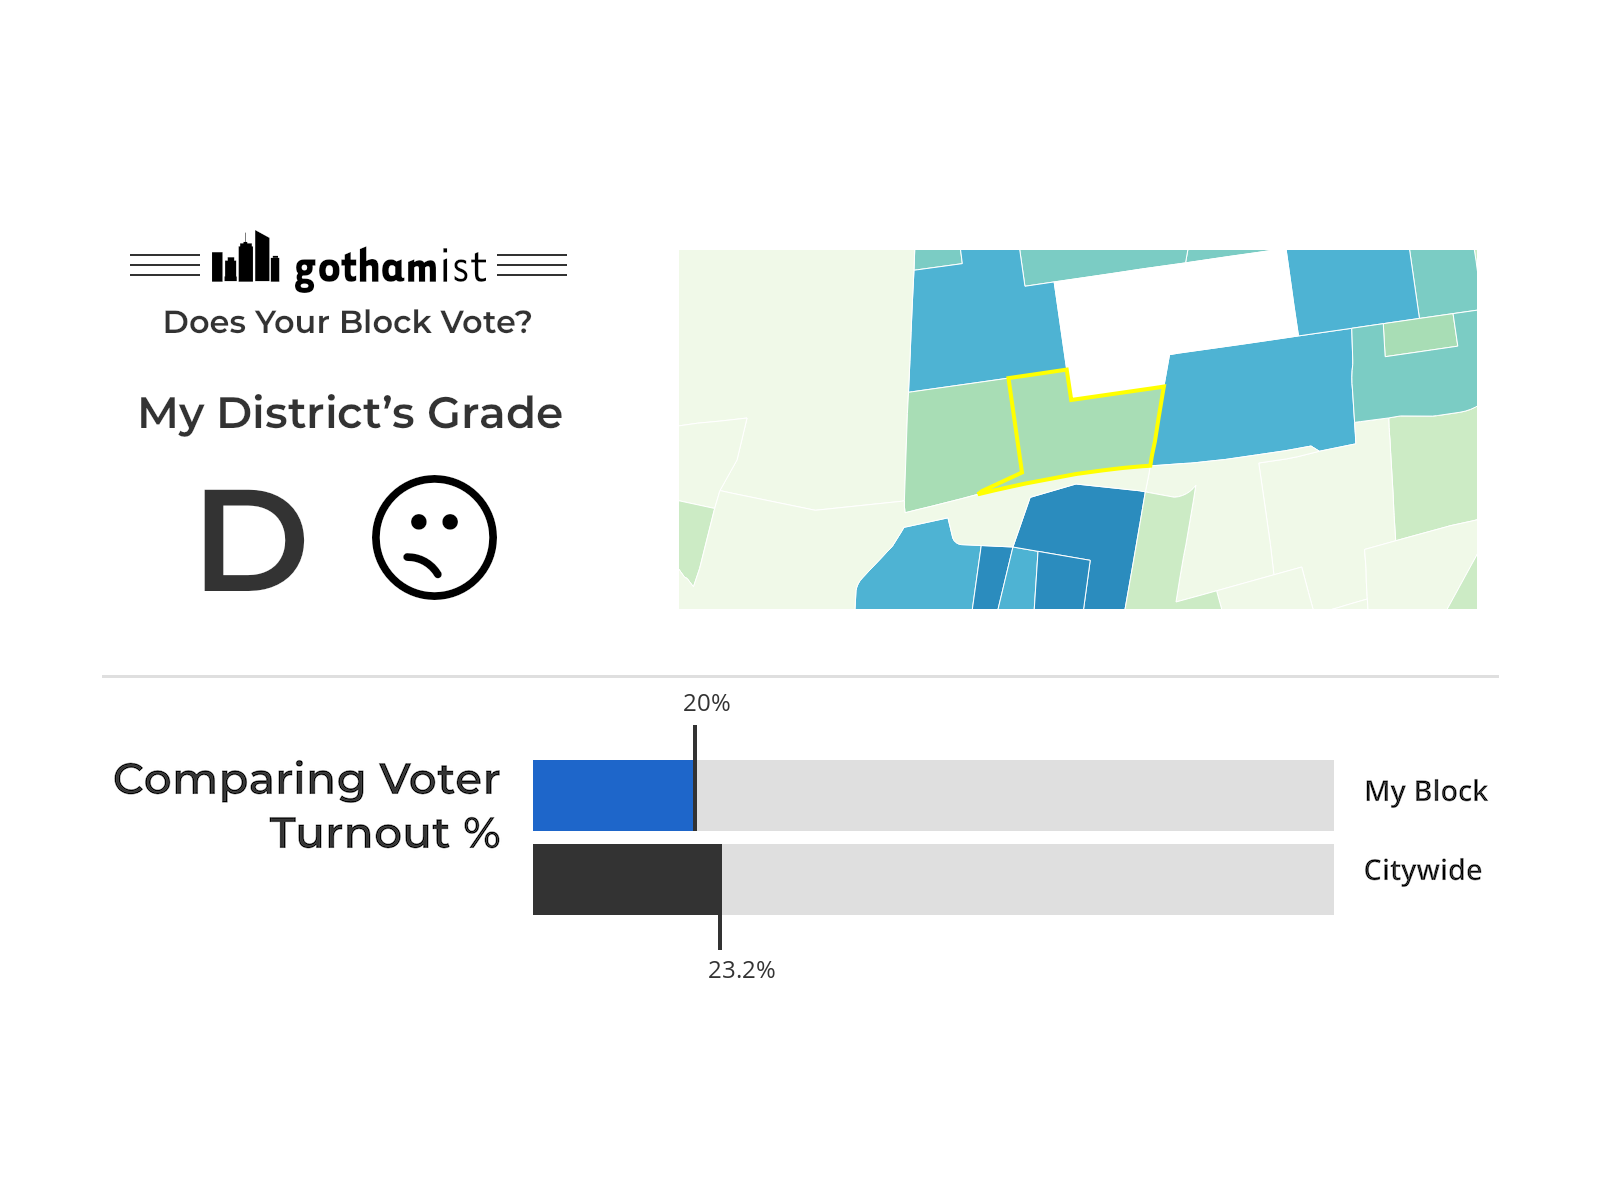 gothamist
Does Your Block Vote?
My District's Grade
D
20%
Comparing Voter
Turnout %
My Block
Citywide
23.2%